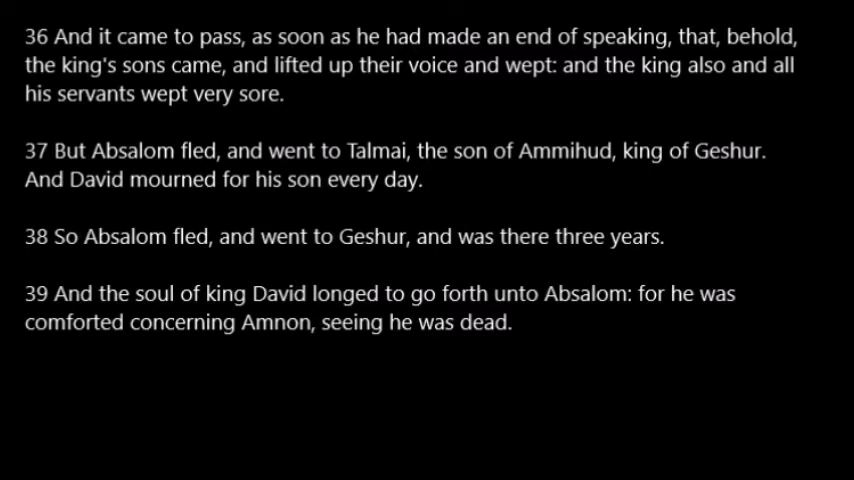 36 And it came to pass, as soon as he had made an end of speaking, that, behold,
the king's sons came, and lifted up their voice and wept: and the king also and all
his servants wept very sore.
37 But Absalom fled, and went to Talmai, the son of Ammihud, king of Geshur.
And David mourned for his son every day.
38 So Absalom fled, and went to Geshur, and was there three years.
39 And the soul of king David longed to go forth unto Absalom: for he was
comforted concerning Amnon, seeing he was dead.